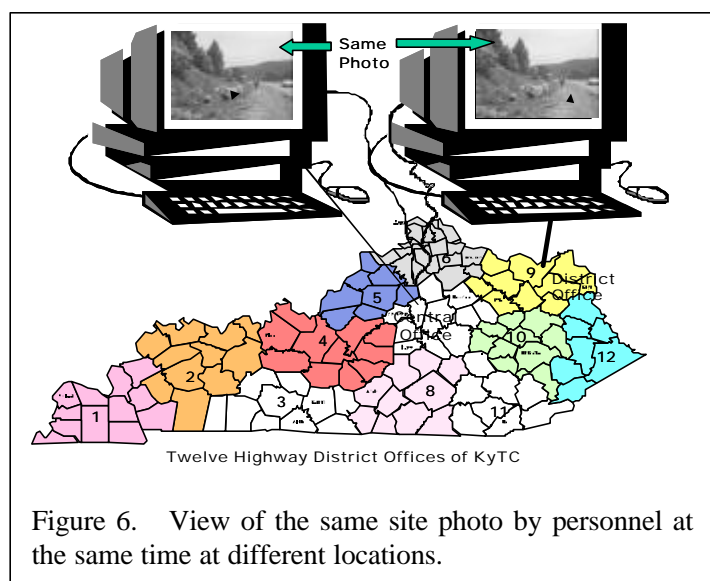 Same
Photo
6
9
District
Office
5
Central
Office
4
10
12
2
8
3
11
1
Twelve Highway District Offices of KyTC
Figure 6. View of the same site photo by personnel at
the same time at different locations.